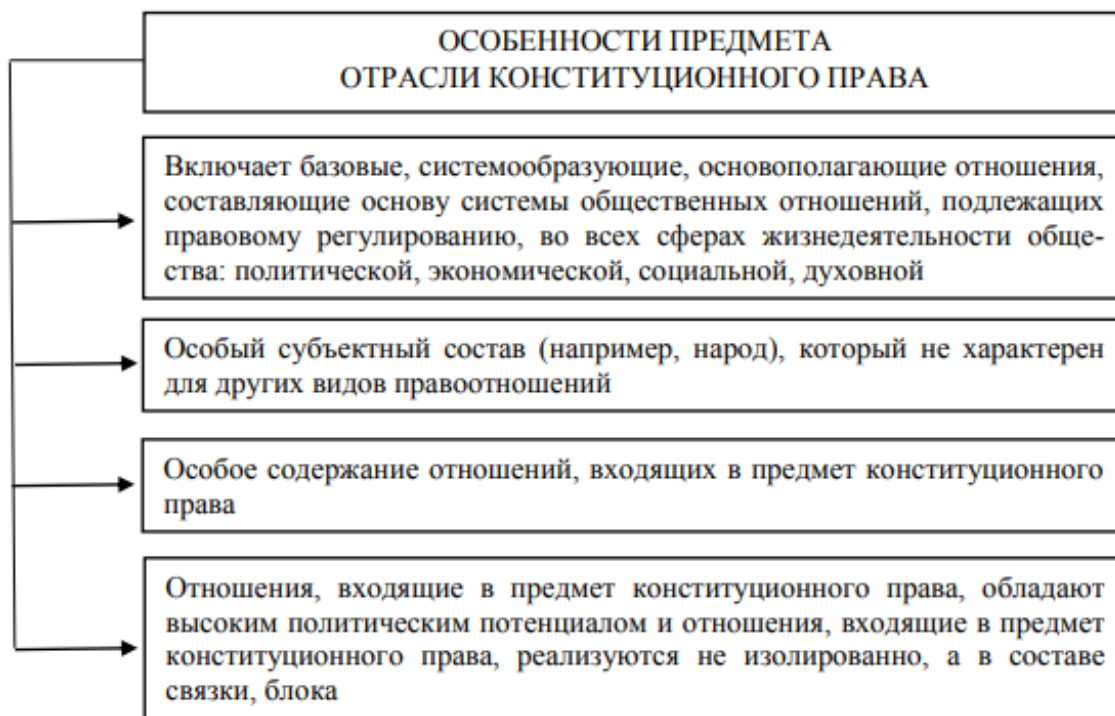 ОСОБЕННОСТИ ПРЕДМЕТА
ОТРАСЛИ КОНСТИТУЦИОННОГО ПРАВА
Включает базовые, системообразующие, основополагающие отношения,
составляющие основу системы общественных отношений, подлежащих
правовому регулированию, во всех сферах жизнедеятельности обще-
ства: политической, экономической, социальной, духовной
Особый субъектный состав (например, народ), который не характерен
для других видов правоотношений
Особое содержание отношений, входящих в предмет конституционного
права
Отношения, входящие в предмет конституционного права, обладают
высоким политическим потенциалом и отношения, входящие в предмет
конституционного права, реализуются не изолированно, а в составе
связки, блока